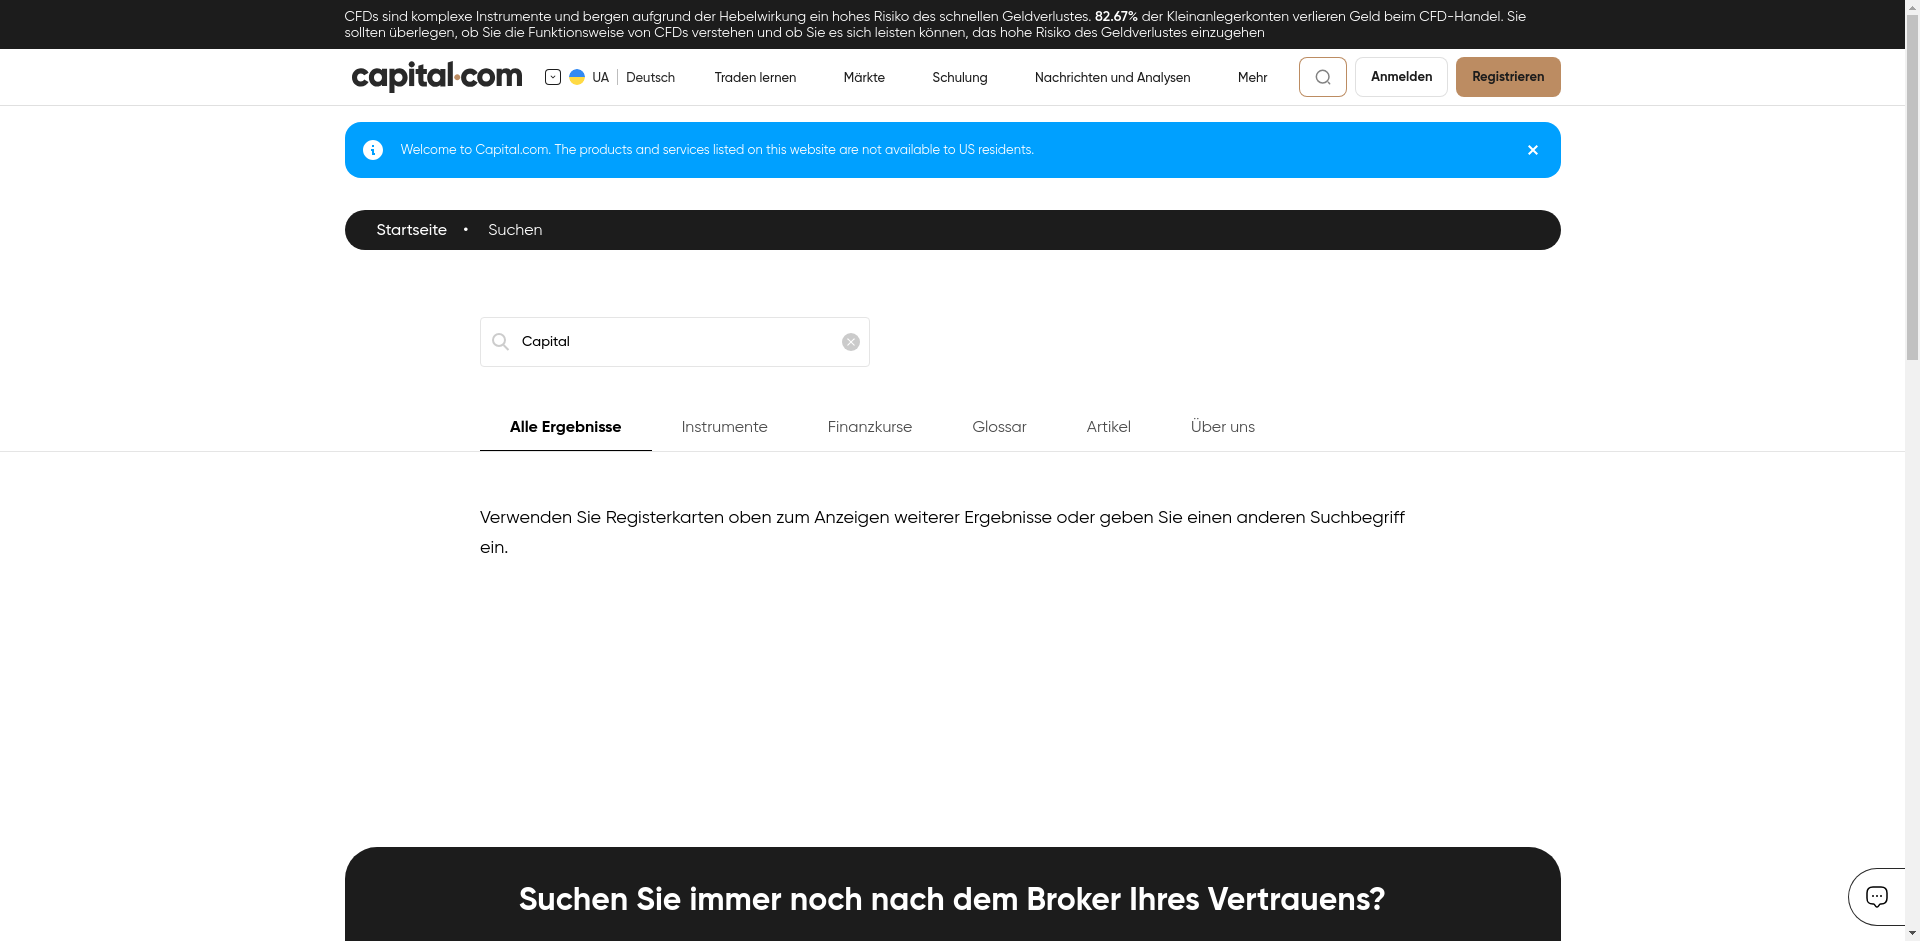 CFDs sind komplexe Instrumente und bergen aufgrund der Hebelwirkung ein hohes Risiko des schnellen Geldverlustes. 82.67% der Kleinanlegerkonten verlieren Geld beim CFD-Handel. Sie
sollten überlegen, ob Sie die Funktionsweise von CFDs verstehen und ob Sie es sich leisten können, das hohe Risiko des Geldverlustes einzugehen
capital.com UA Deutsch Traden lernen Märkte Schulung Nachrichten und Analysen Mehr Anmelden Registrieren
Welcome to Capital.com. The products and services listed on this website are not available to US residents.
Startseite • Suchen
Capital
Alle Ergebnisse Instrumente Finanzkurse Glossar Artikel Über uns
Verwenden Sie Registerkarten oben zum Anzeigen weiterer Ergebnisse oder geben Sie einen anderen Suchbegriff
ein.
Suchen Sie immer noch nach dem Broker Ihres Vertrauens?